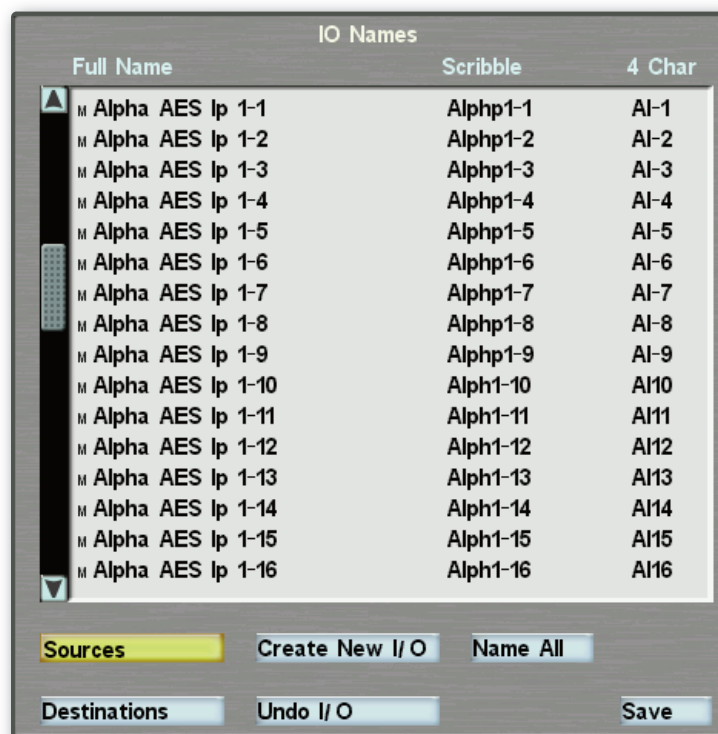 IO Names
Full Name Scribble 4 Char
M Alpha AES Ip 1-1 Alphp1-1 Al-1
M Alpha AES Ip 1-2 Alphp1-2 Al-2
M Alpha AES Ip 1-3 Alphp1-3 Al-3
M Alpha AES Ip 1-4 Alphp1-4 Al-4
M Alpha AES Ip 1-5 Alphp1-5 Al-5
M Alpha AES Ip 1-6 Alphp1-6 Al-6
M Alpha AES Ip 1-7 Alphp1-7 Al-7
M Alpha AES Ip 1-8 Alphp1-8 Al-8
M Alpha AES Ip 1-9 Alphp1-9 Al-9
M Alpha AES Ip 1-10 Alph1-10 Al10
M Alpha AES Ip 1-11 Alph1-11 Al11
M Alpha AES Ip 1-12 Alph1-12 Al12
M Alpha AES Ip 1-13 Alph1-13 Al13
M Alpha AES Ip 1-14 Alph1-14 Al14
M Alpha AES Ip 1-15 Alph1-15 Al15
M Alpha AES Ip 1-16 Alph1-16 Al16
Sources Create New I/O Name All
Destinations Undo I/O Save